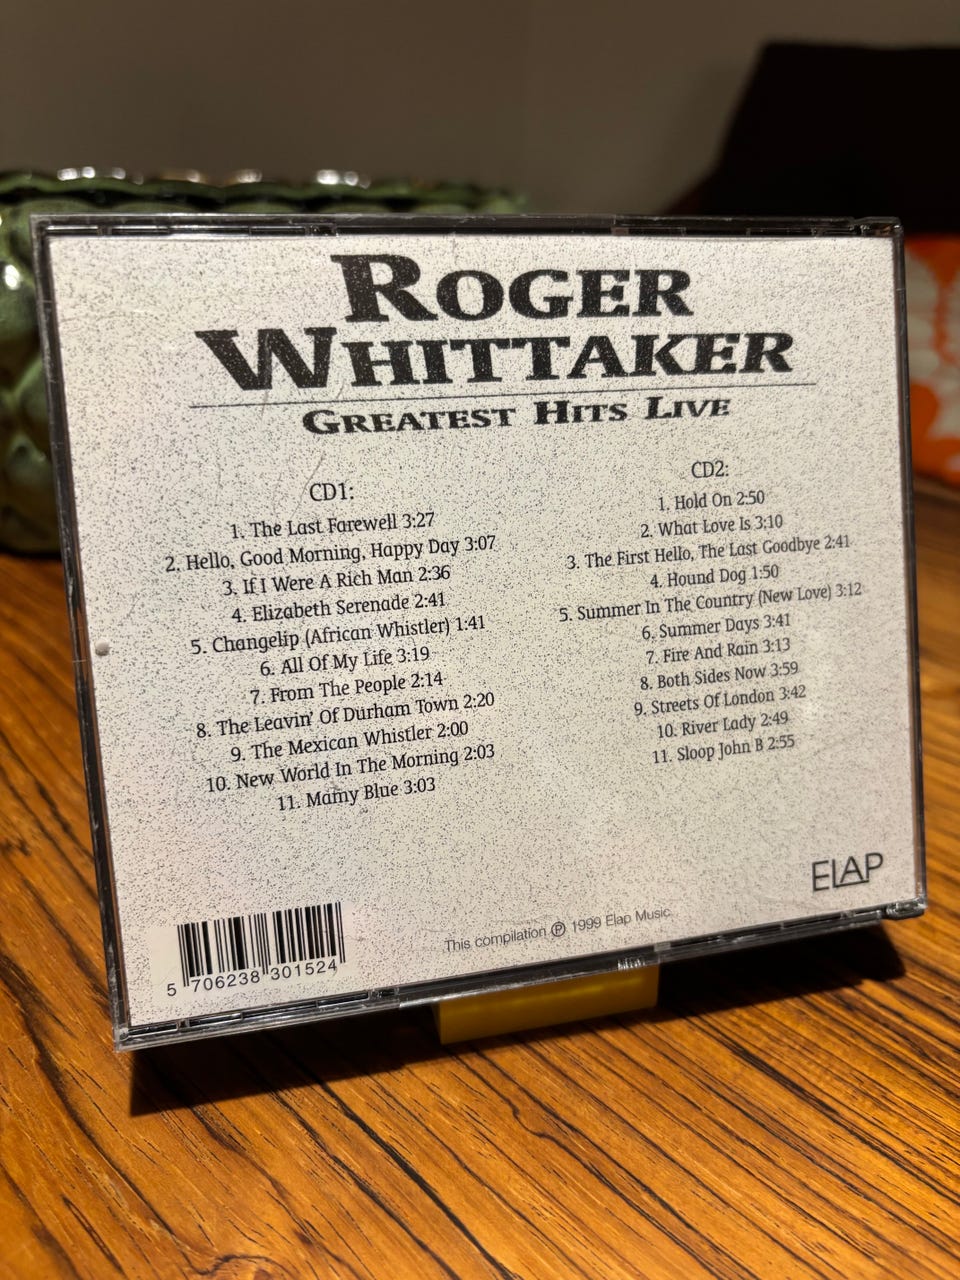 ROGER
WHITTAKER
GREATEST HITS LIVE
CD1:
1. The Last Farewell 3:27
2. Hello, Good Morning, Happy Day 3:07
3. If I Were A Rich Man 2:36
4. Elizabeth Serenade 2:41
5. Changelip (African Whistler) 1:41
6. All Of My Life 3:19
7. From The People 2:14
8. The Leavin' Of Durham Town 2:20
9. The Mexican Whistler 2:00
10. New World In The Morning 2:03
11. Mamy Blue 3:03
CD2:
1. Hold On 2:50
2. What Love Is 3:10
3. The First Hello, The Last Goodbye 2:41
4. Hound Dog 1:50
5. Summer In The Country (New Love) 3:12
6. Summer Days 3:41
7. Fire And Rain 3:13
8. Both Sides Now 3:59
9. Streets Of London 3:42
10. River Lady 2:49
11. Sloop John B 2:55
ELAP
This compilation ℗ 1999 Elap Music
5 706238 301524